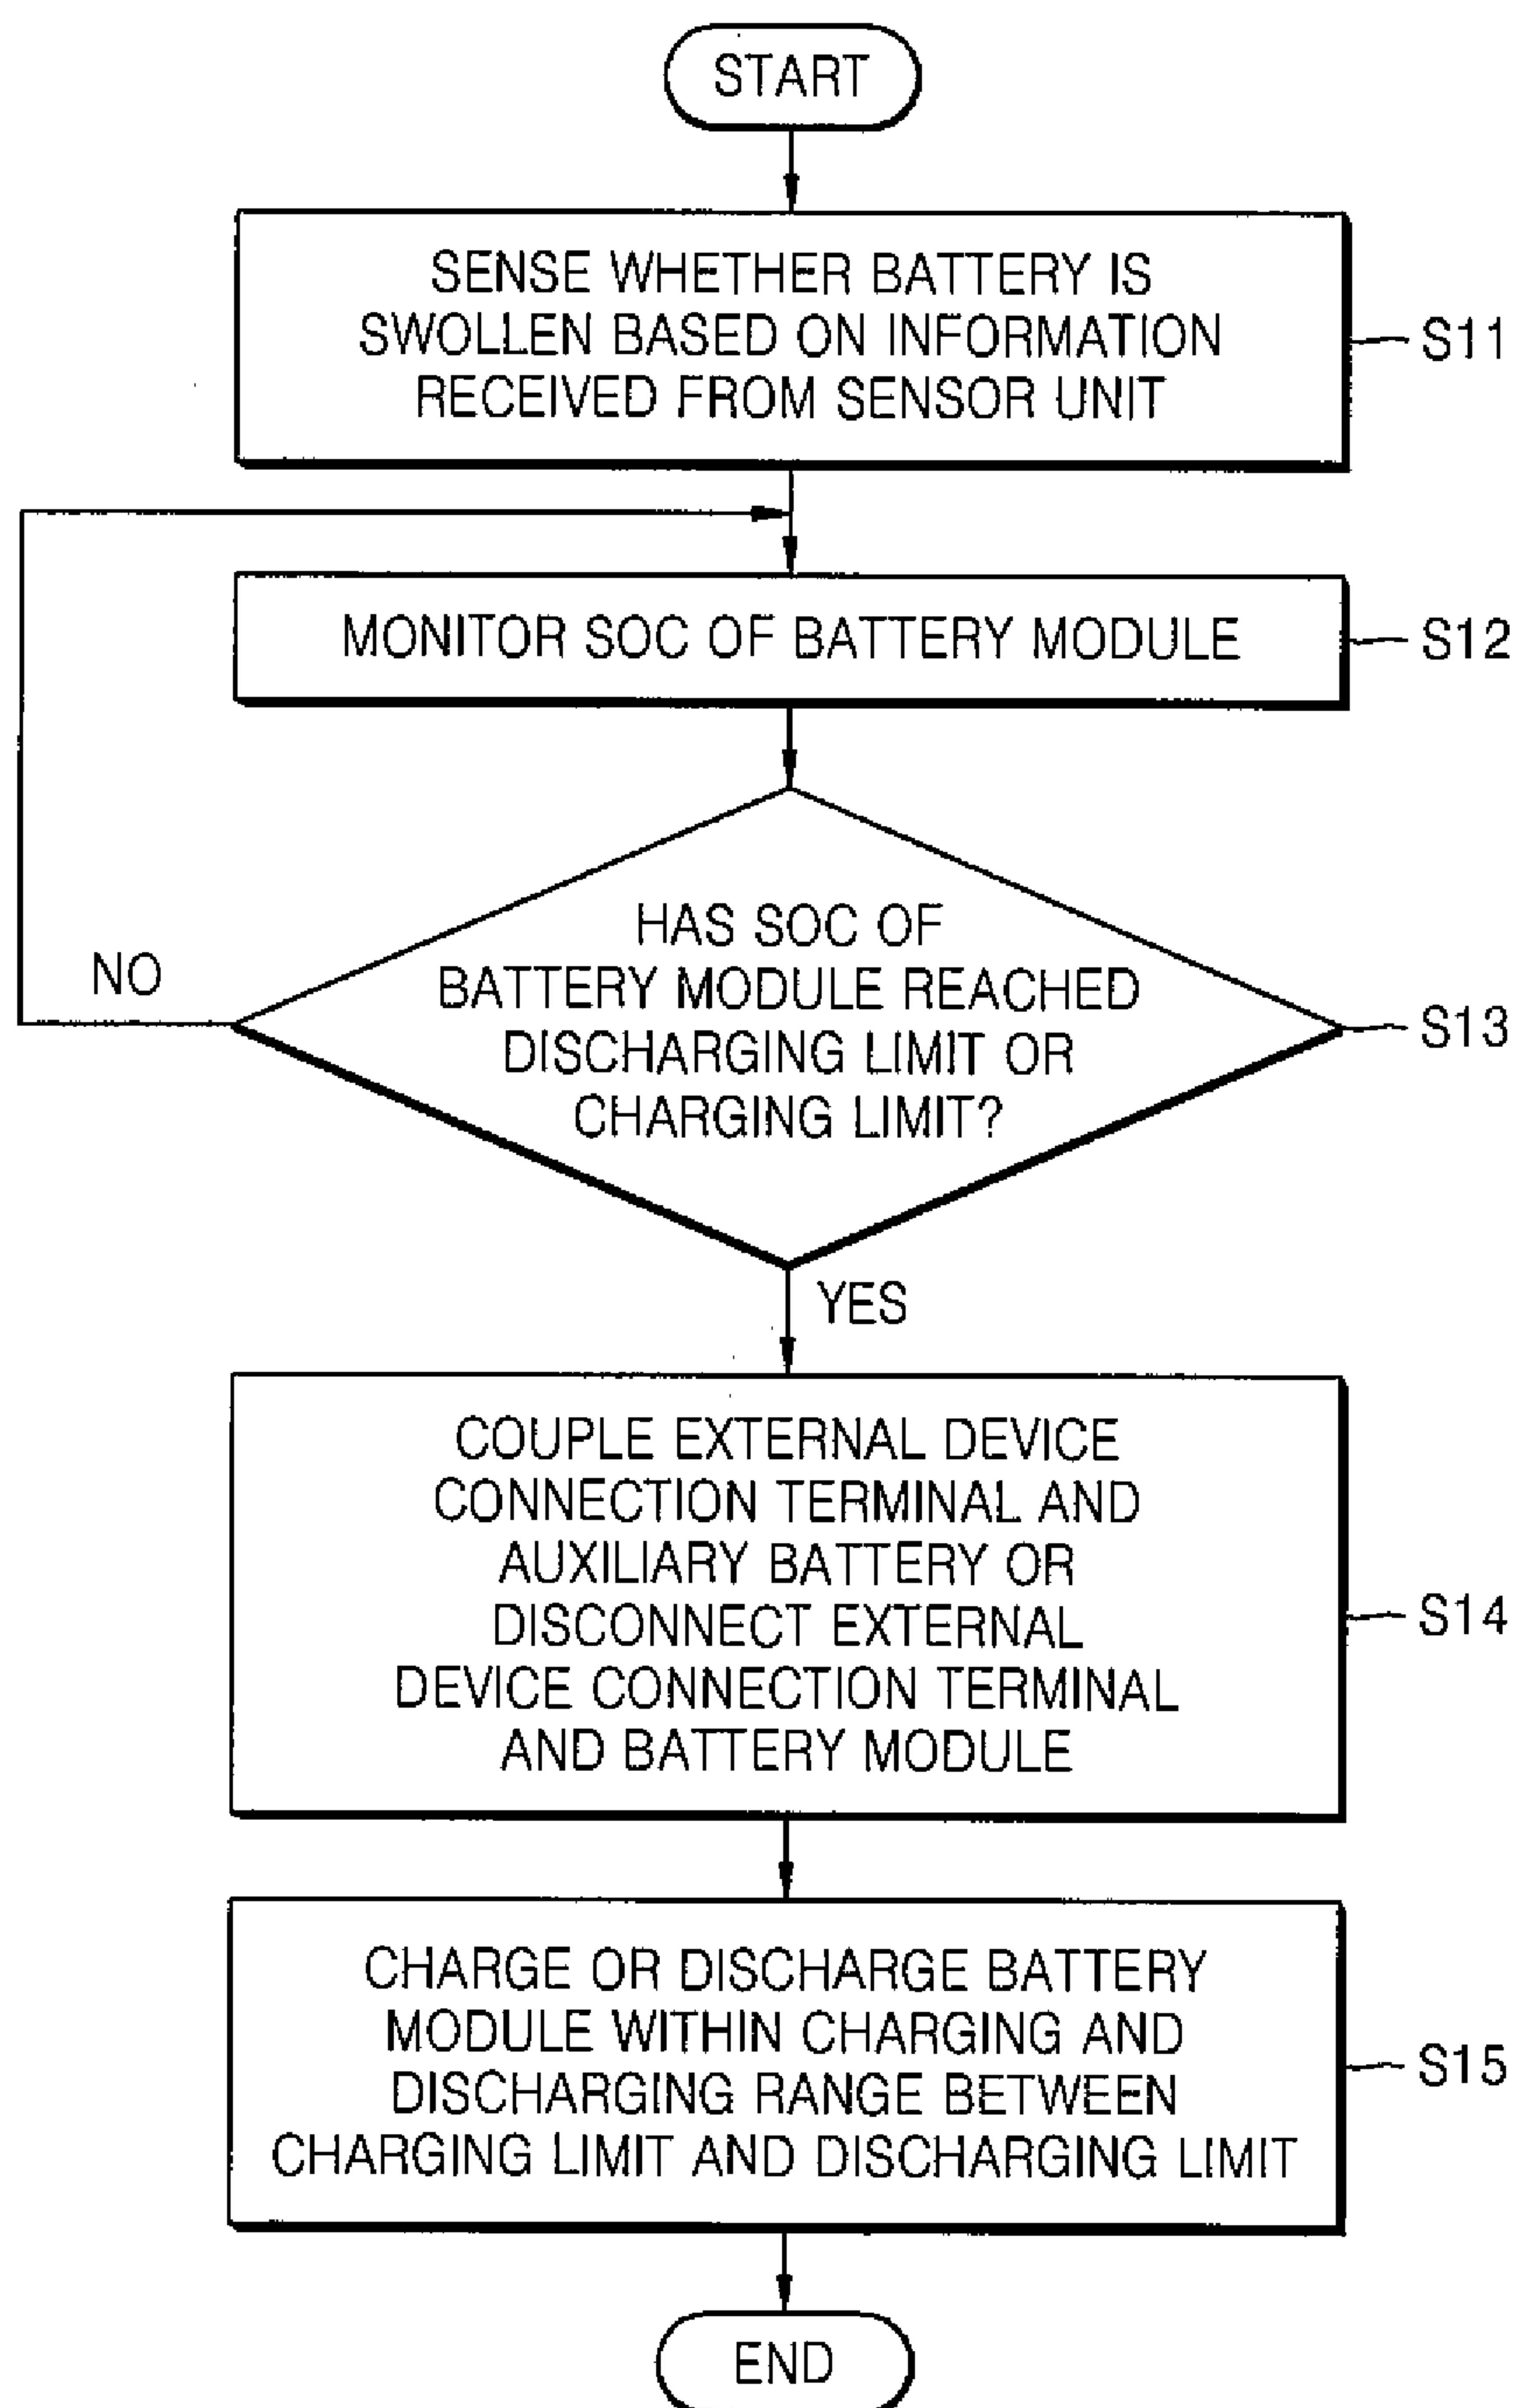 START
SENSE WHETHER BATTERY IS
SWOLLEN BASED ON INFORMATION
RECEIVED FROM SENSOR UNIT
S11
MONITOR SOC OF BATTERY MODULE
S12
HAS SOC OF
BATTERY MODULE REACHED
DISCHARGING LIMIT OR
CHARGING LIMIT?
S13
NO
YES
COUPLE EXTERNAL DEVICE
CONNECTION TERMINAL AND
AUXILIARY BATTERY OR
DISCONNECT EXTERNAL
DEVICE CONNECTION TERMINAL
AND BATTERY MODULE
S14
CHARGE OR DISCHARGE BATTERY
MODULE WITHIN CHARGING AND
DISCHARGING RANGE BETWEEN
CHARGING LIMIT AND DISCHARGING LIMIT
S15
END